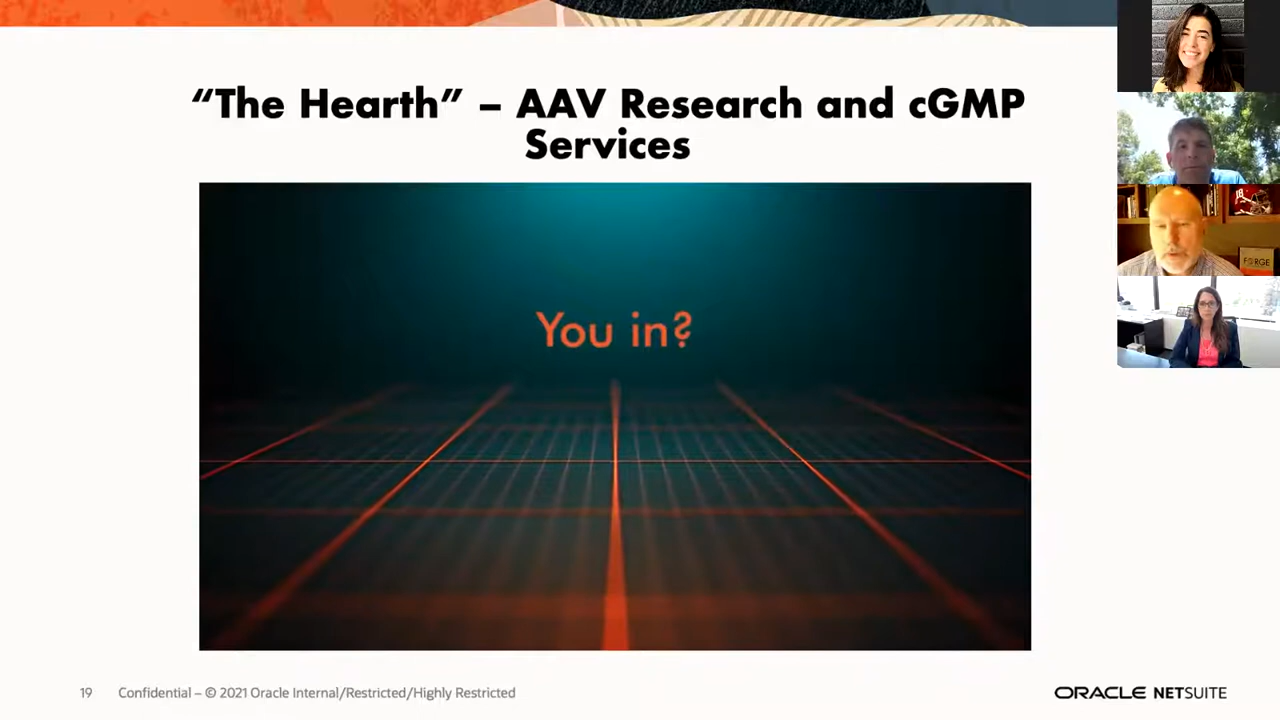 “The Hearth” – AAV Research and cGMP
Services
You in?
FORGE
19 Confidential – © 2021 Oracle Internal/Restricted/Highly Restricted
ORACLE NETSUITE